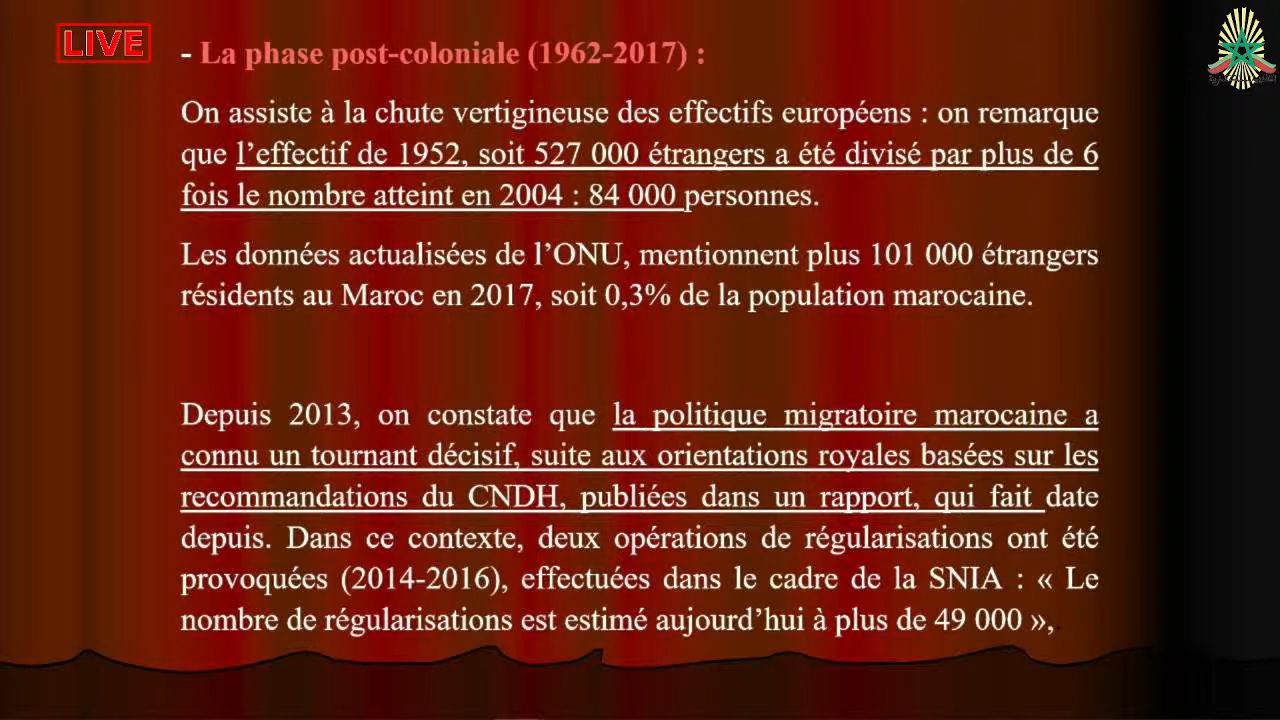 LIVE
- La phase post-coloniale (1962-2017) :
On assiste à la chute vertigineuse des effectifs européens : on remarque
que l’effectif de 1952, soit 527 000 étrangers a été divisé par plus de 6
fois le nombre atteint en 2004 : 84 000 personnes.
Les données actualisées de l’ONU, mentionnent plus 101 000 étrangers
résidents au Maroc en 2017, soit 0,3% de la population marocaine.
Depuis 2013, on constate que la politique migratoire marocaine a
connu un tournant décisif, suite aux orientations royales basées sur les
recommandations du CNDH, publiées dans un rapport, qui fait date
depuis. Dans ce contexte, deux opérations de régularisations ont été
provoquées (2014-2016), effectuées dans le cadre de la SNIA : « Le
nombre de régularisations est estimé aujourd’hui à plus de 49 000 »,